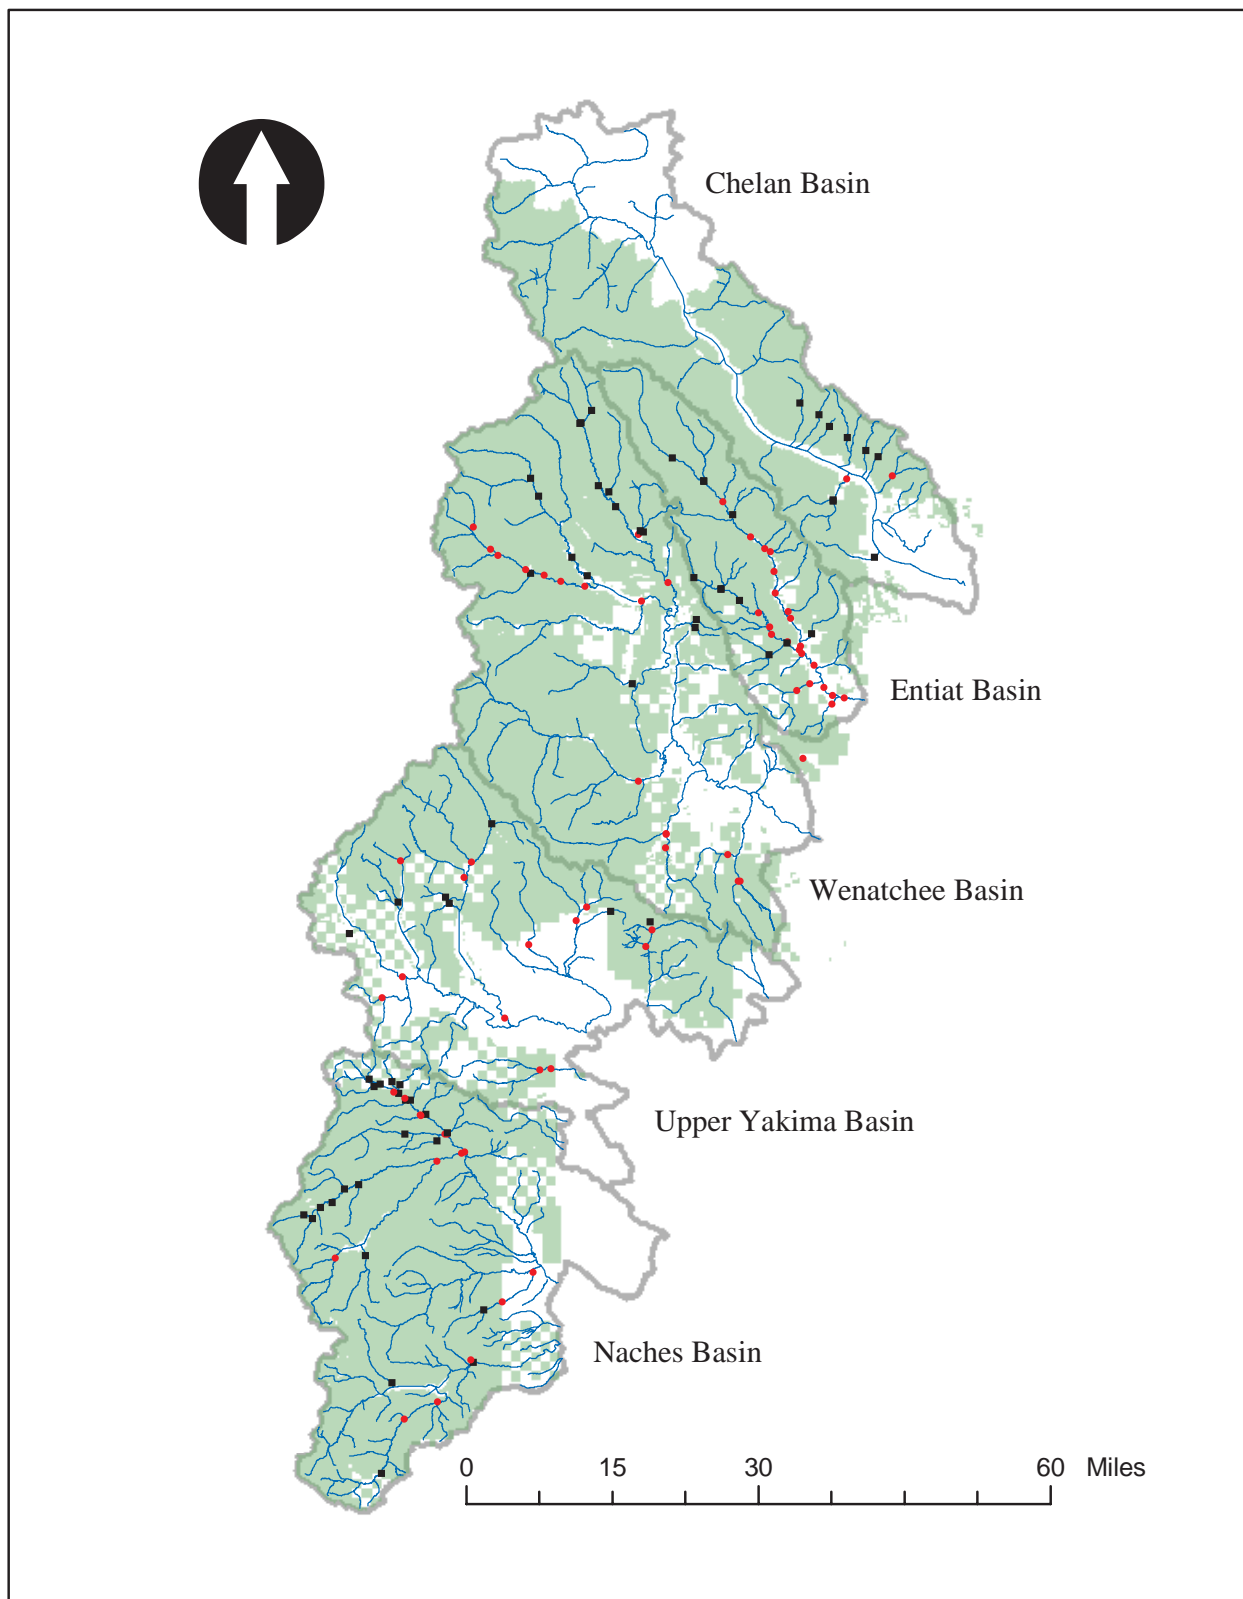 Chelan Basin
Entiat Basin
Wenatchee Basin
Upper Yakima Basin
Naches Basin
0 15 30 60 Miles